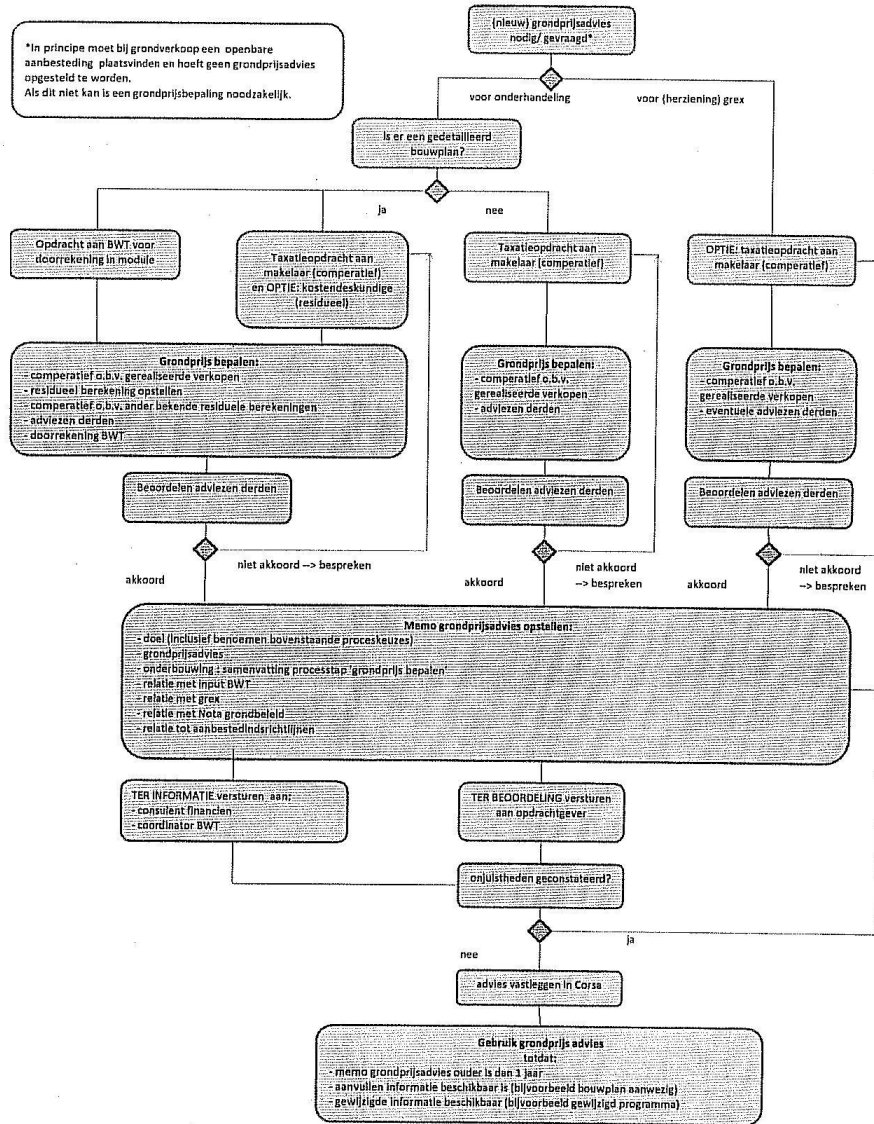 (nieuw) grondprijsadvies
nodig/ gevraagd*
*In principe moet bij grondverkoop een openbare
aanbesteding plaatsvinden en hoeft geen grondprijsadvies
opgesteld te worden.
Als dit niet kan is een grondprijsbepaling noodzakelijk.
voor onderhandeling
voor (herziening) grex
Is er een gedetailleerd
bouwplan?
ja
nee
Opdracht aan BWT voor
doorrekening in module
Taxatieopdracht aan
makelaar (comperatief)
en OPTIE: kostendeskundige
(residueel)
Taxatieopdracht aan
makelaar (comperatief)
OPTIE: taxatieopdracht aan
makelaar (comperatief)
Grondprijs bepalen:
- comperatief o.b.v. gerealiseerde verkopen
- residueel berekening opstellen
- comperatief o.b.v. ander bekende residuele berekeningen
- adviezen derden
- doorrekening BWT
Grondprijs bepalen:
- comperatief o.b.v.
gerealiseerde verkopen
- adviezen derden
Grondprijs bepalen:
- comperatief o.b.v.
gerealiseerde verkopen
- eventuele adviezen derden
Beoordelen adviezen derden
Beoordelen adviezen derden
Beoordelen adviezen derden
akkoord
niet akkoord --> bespreken
akkoord
niet akkoord
--> bespreken
akkoord
niet akkoord
--> bespreken
Memo grondprijsadvies opstellen:
- doel (inclusief benoemen bovenstaande proceskeuzes)
- grondprijsadvies
- onderbouwing : samenvatting processtap 'grondprijs bepalen'
- relatie met input BWT
- relatie met grex
- relatie met Nota grondbeleid
- relatie tot aanbestedindsrichtlijnen
TER INFORMATIE versturen aan:
- consulent financien
- coordinator BWT
TER BEOORDELING versturen
aan opdrachtgever
onjuistheden geconstateerd?
nee
ja
advies vastleggen in Corsa
Gebruik grondprijs advies
totdat:
- memo grondprijsadvies ouder is dan 1 jaar
- aanvullen informatie beschikbaar is (bijvoorbeeld bouwplan aanwezig)
- gewijzigde informatie beschikbaar (bijvoorbeeld gewijzigd programma)